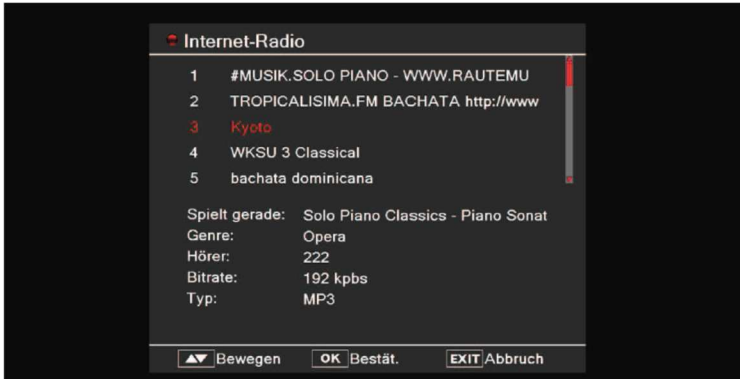 Internet-Radio
1 #MUSIK.SOLO PIANO - WWW.RAUTEMU
2 TROPICALISIMA.FM BACHATA http://www
3 Kyoto
4 WKSU 3 Classical
5 bachata dominicana
Spielt gerade: Solo Piano Classics - Piano Sonat
Genre: Opera
Hörer: 222
Bitrate: 192 kpbs
Typ: MP3
▲▼ Bewegen OK Bestät. EXIT Abbruch